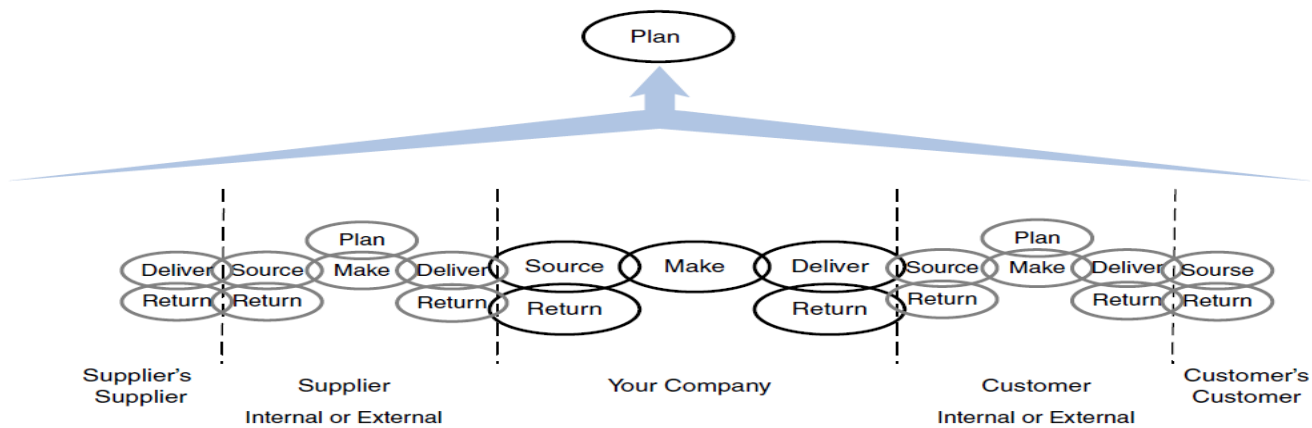 Plan
Plan
Plan
Deliver Source Make Deliver Source Make Deliver Source Make Deliver Sourse
Return Return Return Return Return Return Return Return
Supplier's Supplier
Supplier
Internal or External
Your Company
Customer
Internal or External
Customer's Customer